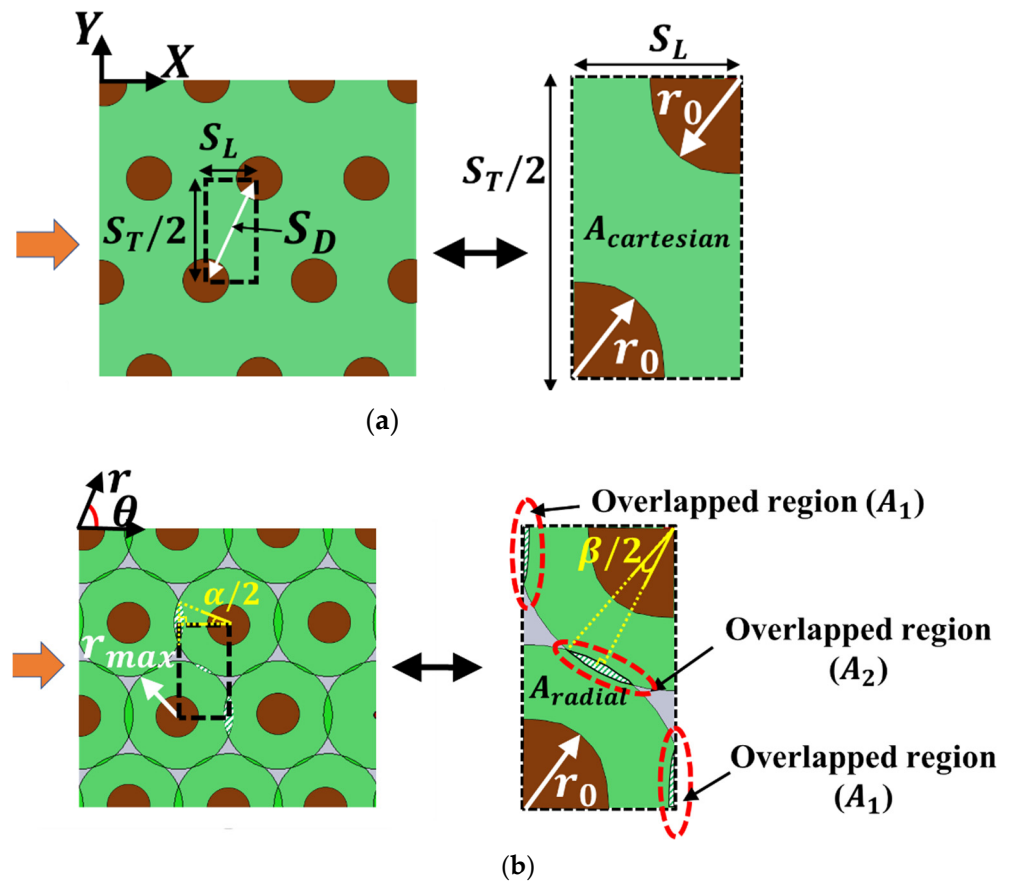 Y
X
S_L
S_T/2
S_D
S_L
r_0
S_T/2
A_cartesian
r_0
(a)
r
θ
α/2
r_max
Overlapped region (A_1)
β/2
Overlapped region
(A_2)
A_radial
r_0
Overlapped region
(A_1)
(b)